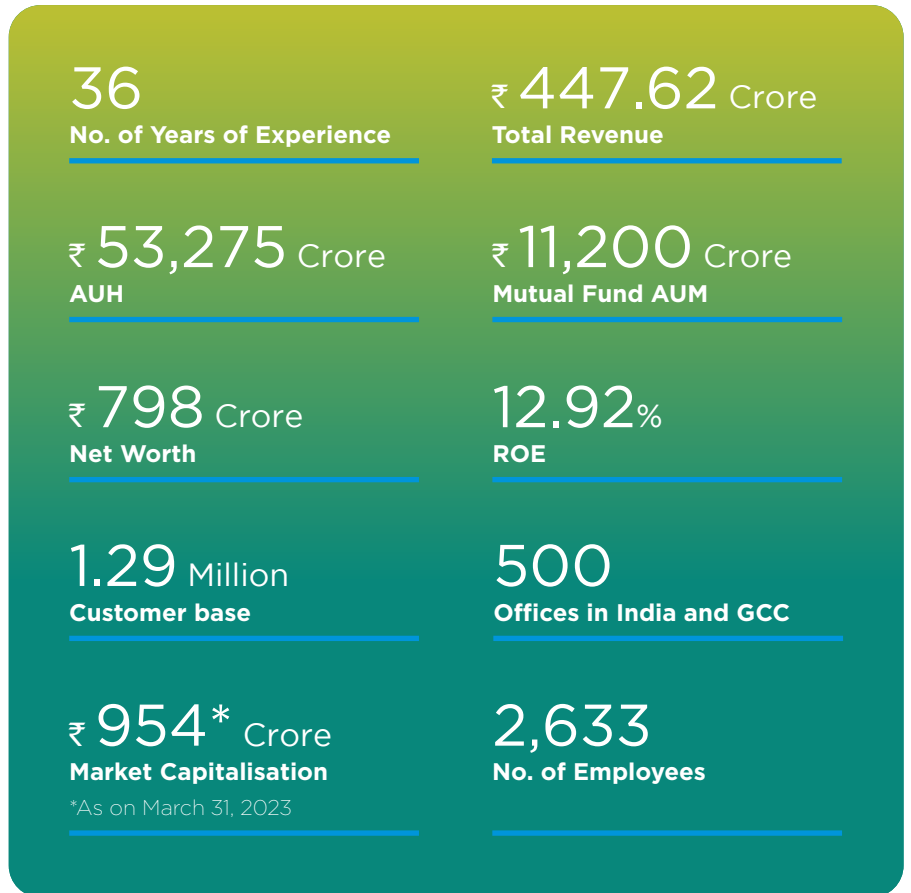 36
No. of Years of Experience
₹ 447.62 Crore
Total Revenue
₹ 53,275 Crore
AUH
₹ 11,200 Crore
Mutual Fund AUM
₹ 798 Crore
Net Worth
12.92%
ROE
1.29 Million
Customer base
500
Offices in India and GCC
₹ 954* Crore
Market Capitalisation
*As on March 31, 2023
2,633
No. of Employees